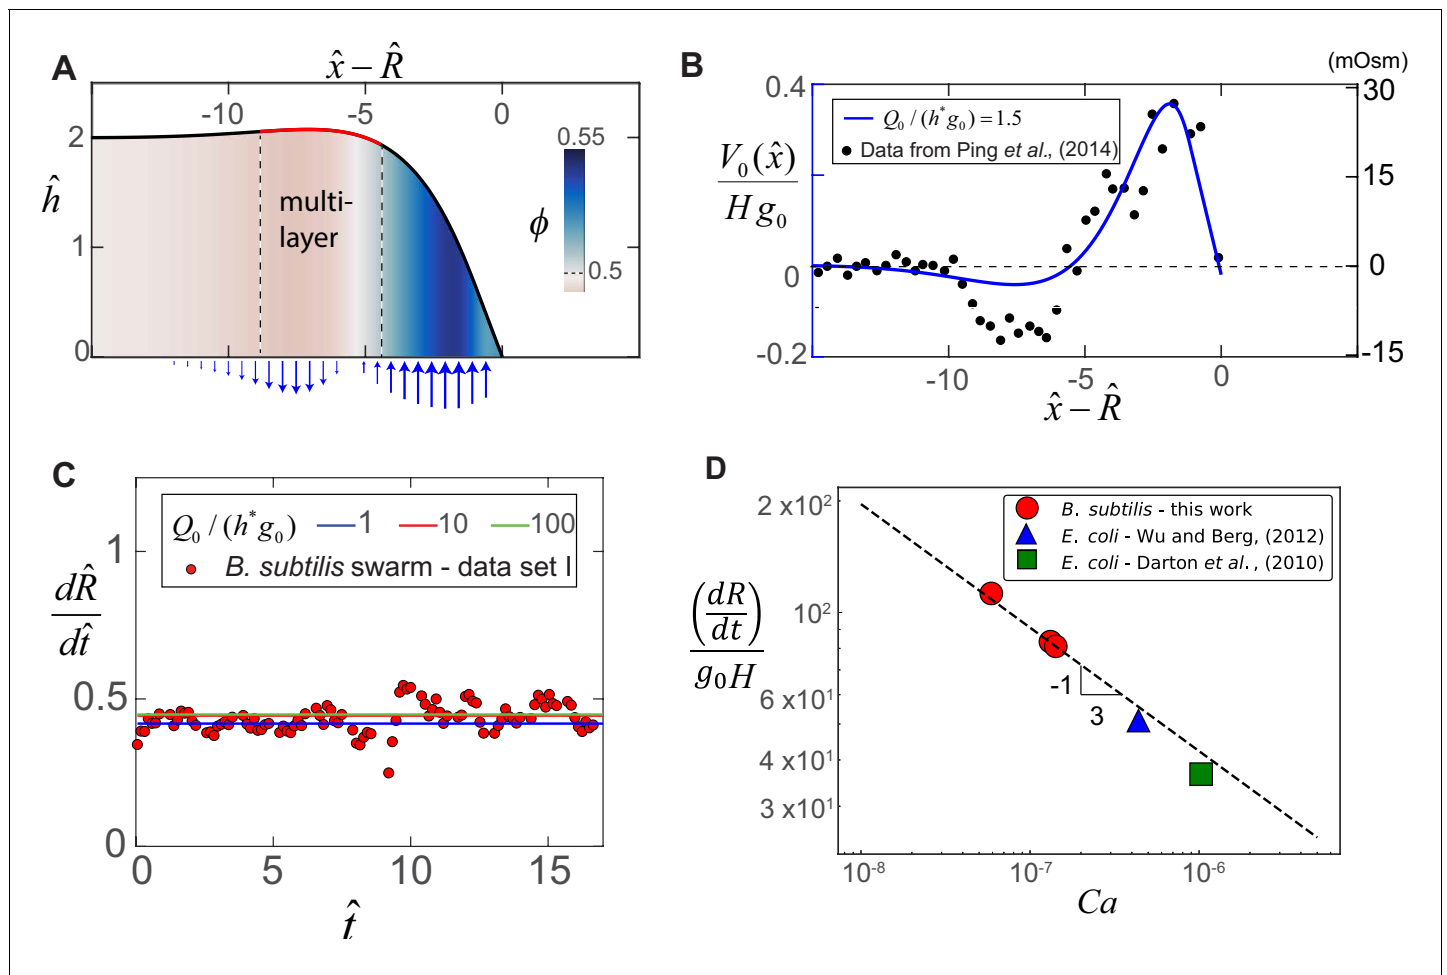 A
x̂ – R̂
-10
-5
0
2
ĥ
1
0
multi-
layer
0.55
ϕ
0.5
B
(mOsm)
0.4
30
Q₀ / (h*g₀) = 1.5
Data from Ping et al., (2014)
V₀(x̂)
H g₀
15
0
0
-0.2
-15
-10
-5
0
x̂ – R̂
C
Q₀ / (h*g₀)
1
10
100
B. subtilis swarm - data set I
1
dR̂
dt̂
0.5
0
0
5
10
15
t̂
D
2 x10²
B. subtilis - this work
E. coli - Wu and Berg, (2012)
E. coli - Darton et al., (2010)
(dR/dt)
g₀H
10²
6 x10¹
4 x10¹
3 x10¹
-1
3
10⁻⁸
10⁻⁷
10⁻⁶
Ca